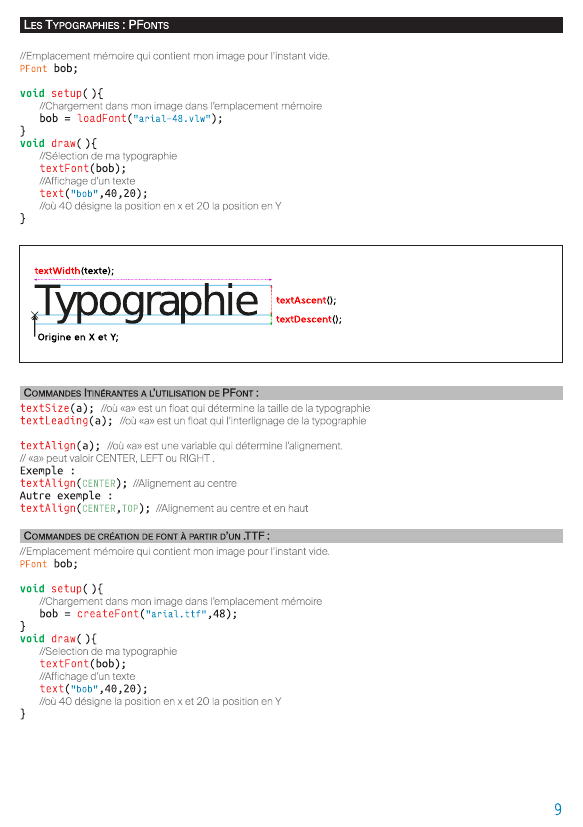 Les Typographies : PFonts
//Emplacement mémoire qui contient mon image pour l'instant vide.
PFont bob;
void setup( ){
//Chargement dans mon image dans l'emplacement mémoire
bob = loadFont("arial-48.vlw");
}
void draw( ){
//Sélection de ma typographie
textFont(bob);
//Affichage d'un texte
text("bob",40,20);
//où 40 désigne la position en x et 20 la position en Y
}
textWidth(texte);
Typographie
textAscent();
textDescent();
Origine en X et Y;
Commandes Itinérantes a l'utilisation de PFont :
textSize(a); //où «a» est un float qui détermine la taille de la typographie
textLeading(a); //où «a» est un float qui l'interlignage de la typographie
textAlign(a); //où «a» est une variable qui détermine l'alignement.
// «a» peut valoir CENTER, LEFT ou RIGHT .
Exemple :
textAlign(CENTER); //Alignement au centre
Autre exemple :
textAlign(CENTER,TOP); //Alignement au centre et en haut
Commandes de création de font à partir d'un .TTF :
//Emplacement mémoire qui contient mon image pour l'instant vide.
PFont bob;
void setup( ){
//Chargement dans mon image dans l'emplacement mémoire
bob = createFont("arial.ttf",48);
}
void draw( ){
//Selection de ma typographie
textFont(bob);
//Affichage d'un texte
text("bob",40,20);
//où 40 désigne la position en x et 20 la position en Y
}
9